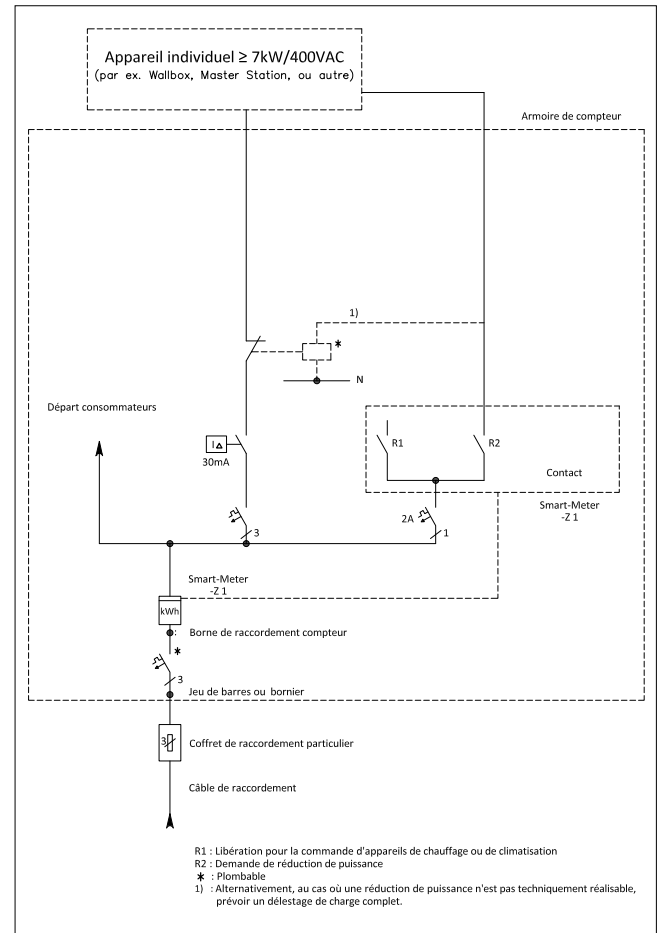 Appareil individuel ≥ 7kW/400VAC
(par ex. Wallbox, Master Station, ou autre)
Armoire de compteur
1)
*
N
Départ consommateurs
R1
R2
I∆
30mA
Contact
Smart-Meter
-Z 1
2A
3
1
Smart-Meter
-Z 1
kWh
Borne de raccordement compteur
*
3
Jeu de barres ou bornier
3
Coffret de raccordement particulier
Câble de raccordement
R1 : Libération pour la commande d'appareils de chauffage ou de climatisation
R2 : Demande de réduction de puissance
* : Plombable
1) : Alternativement, au cas où une réduction de puissance n'est pas techniquement réalisable,
prévoir un délestage de charge complet.